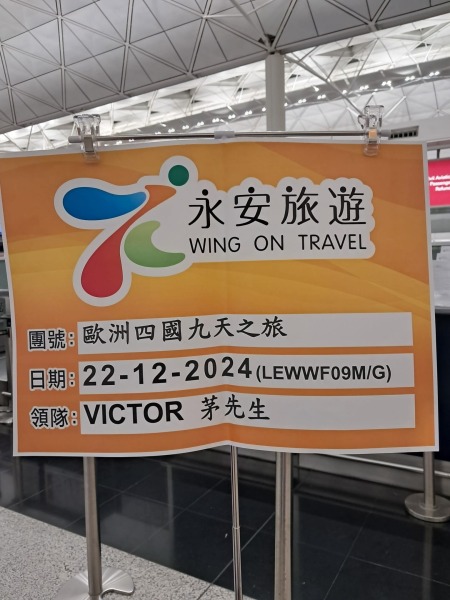 永安旅遊
WING ON TRAVEL
團號：歐洲四國九天之旅
日期：22-12-2024 (LEWWF09M/G)
領隊：VICTOR 茅先生